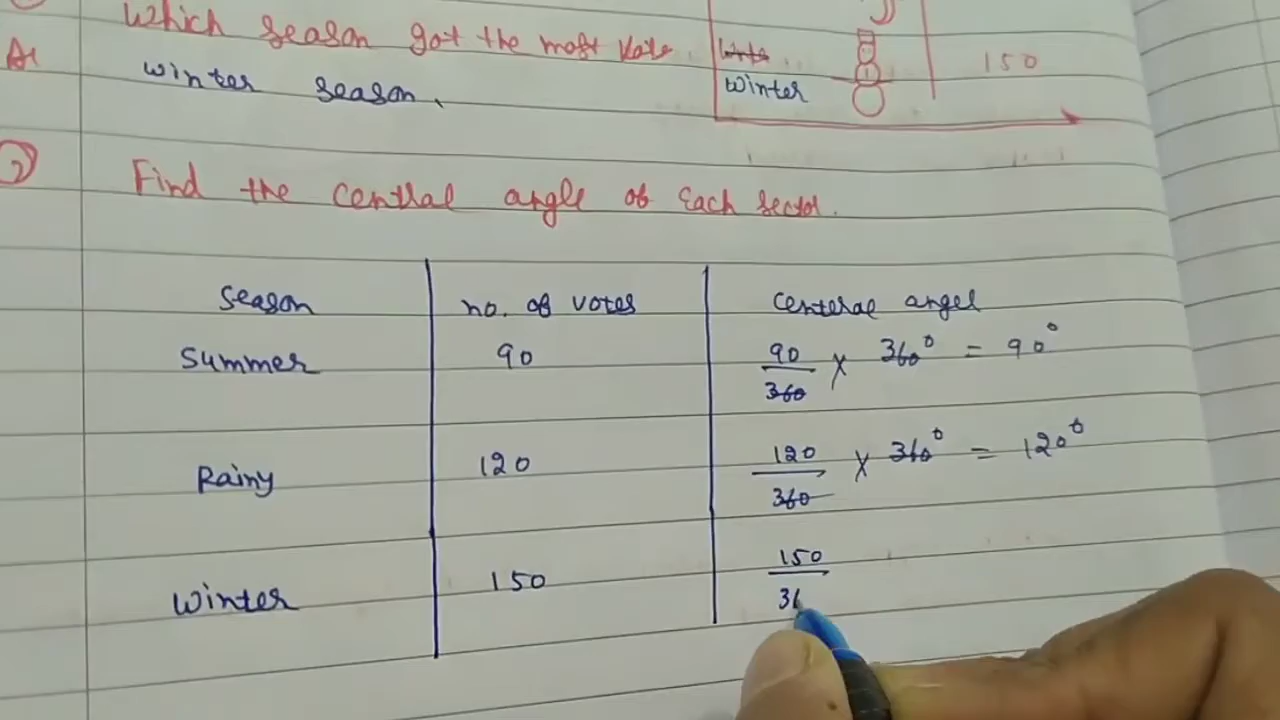 Which season got the most vote.
Winter
150
winter season.
Find the central angle of Each sector.
Season no. of votes Centeral angel
Summer 90 90/360 × 360° = 90°
Rainy 120 120/360 × 360° = 120°
Winter 150 150/36